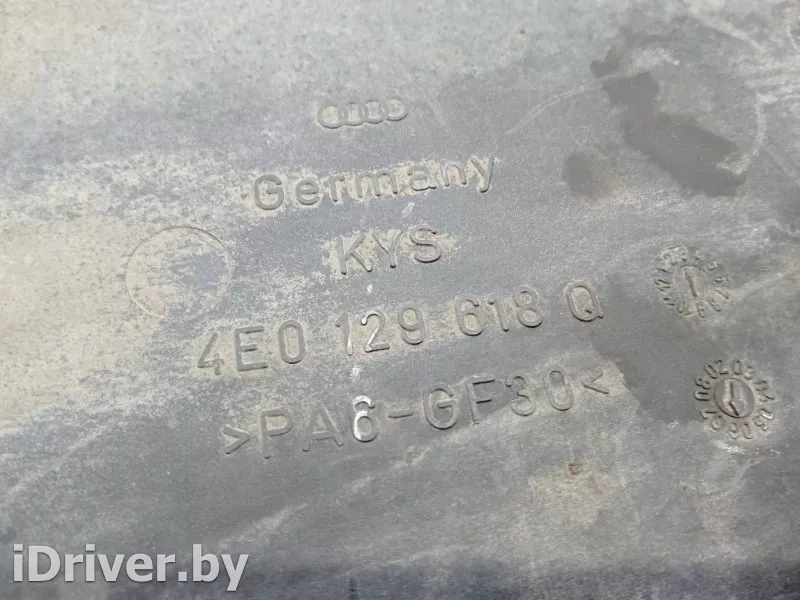 Germany
KYS
4E0 129 618 Q
>PA6-GF30<
iDriver.by